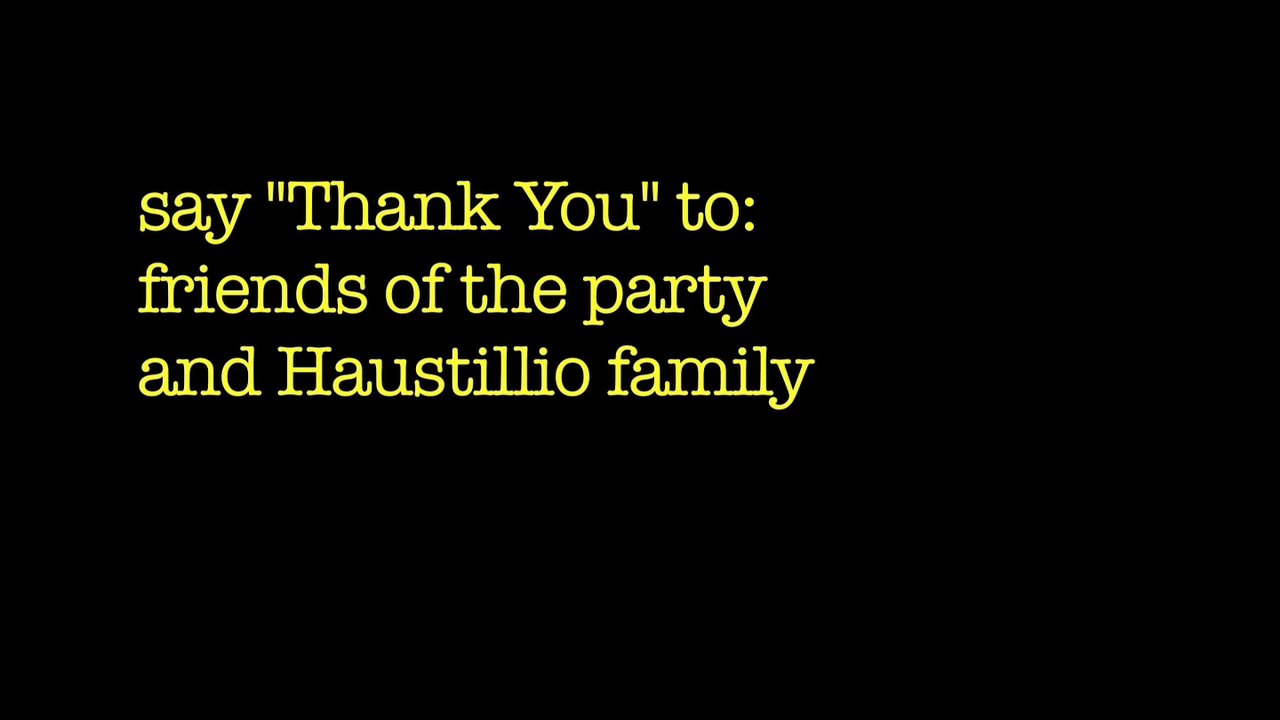 say "Thank You" to:
friends of the party
and Haustillio family